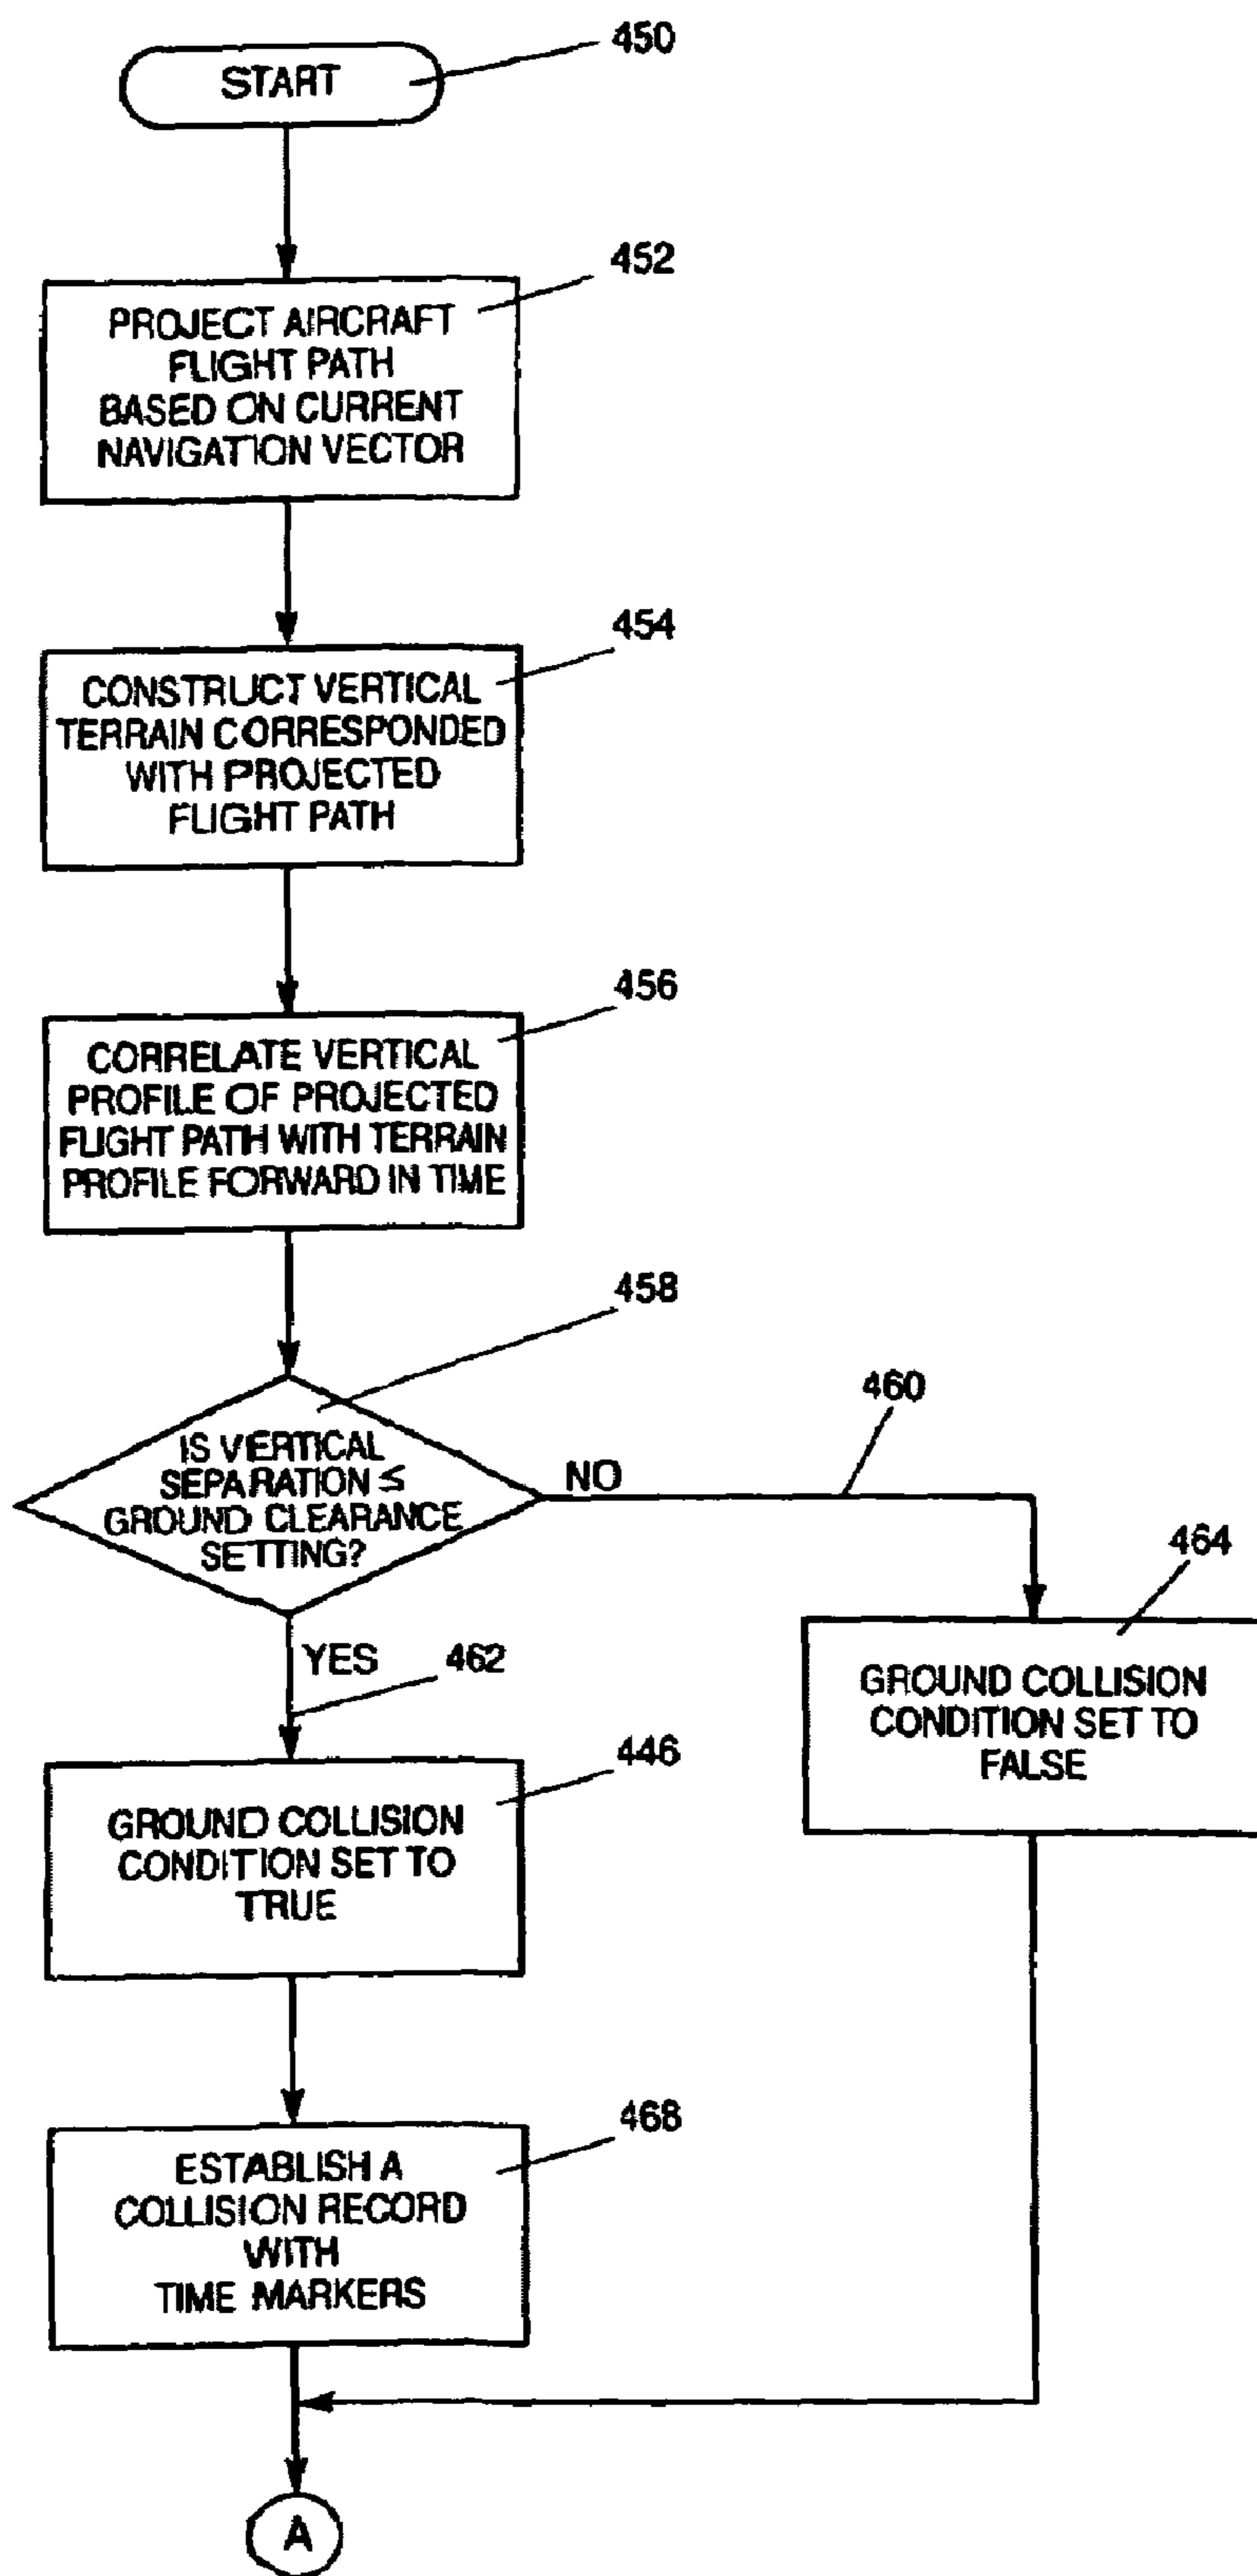 START
450
452
PROJECT AIRCRAFT
FLIGHT PATH
BASED ON CURRENT
NAVIGATION VECTOR
454
CONSTRUCT VERTICAL
TERRAIN CORRESPONDED
WITH PROJECTED
FLIGHT PATH
456
CORRELATE VERTICAL
PROFILE OF PROJECTED
FLIGHT PATH WITH TERRAIN
PROFILE FORWARD IN TIME
458
IS VERTICAL
SEPARATION ≤
GROUND CLEARANCE
SETTING?
NO
460
464
GROUND COLLISION
CONDITION SET TO
FALSE
YES
462
446
GROUND COLLISION
CONDITION SET TO
TRUE
468
ESTABLISH A
COLLISION RECORD
WITH
TIME MARKERS
A